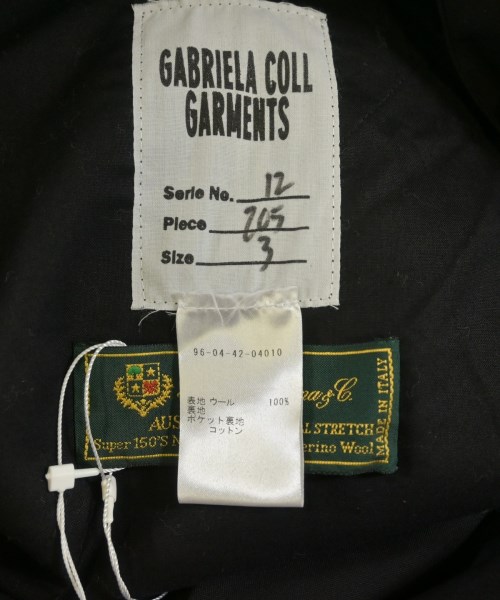 GABRIELA COLL
GARMENTS
Serie No. 12
Piece 205
Size 3
96-04-42-04010
表地 ウール 100%
裏地
ポケット裏地
コットン
& C.
AUS
L STRETCH
Super 150'S
Wool
MADE IN ITALY